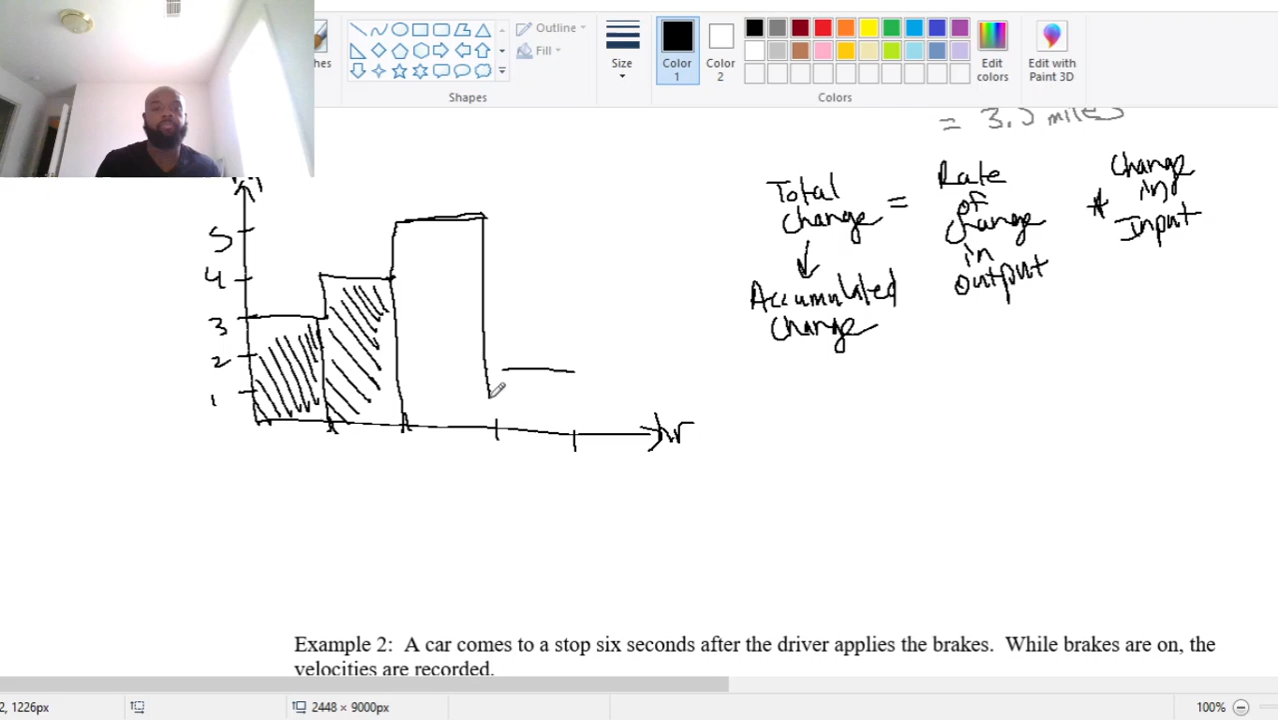 Outline
Fill
Shapes
Size
Color
1
Color
2
Edit
colors
Edit with
Paint 3D
Colors
= 3.5 miles
Total
change
=
Rate
of
change
in
output
*
Change
in
Input
Accumulated
change
5
4
3
2
1
hr
Example 2: A car comes to a stop six seconds after the driver applies the brakes. While brakes are on, the
velocities are recorded.
2, 1226px
2448 × 9000px
100%